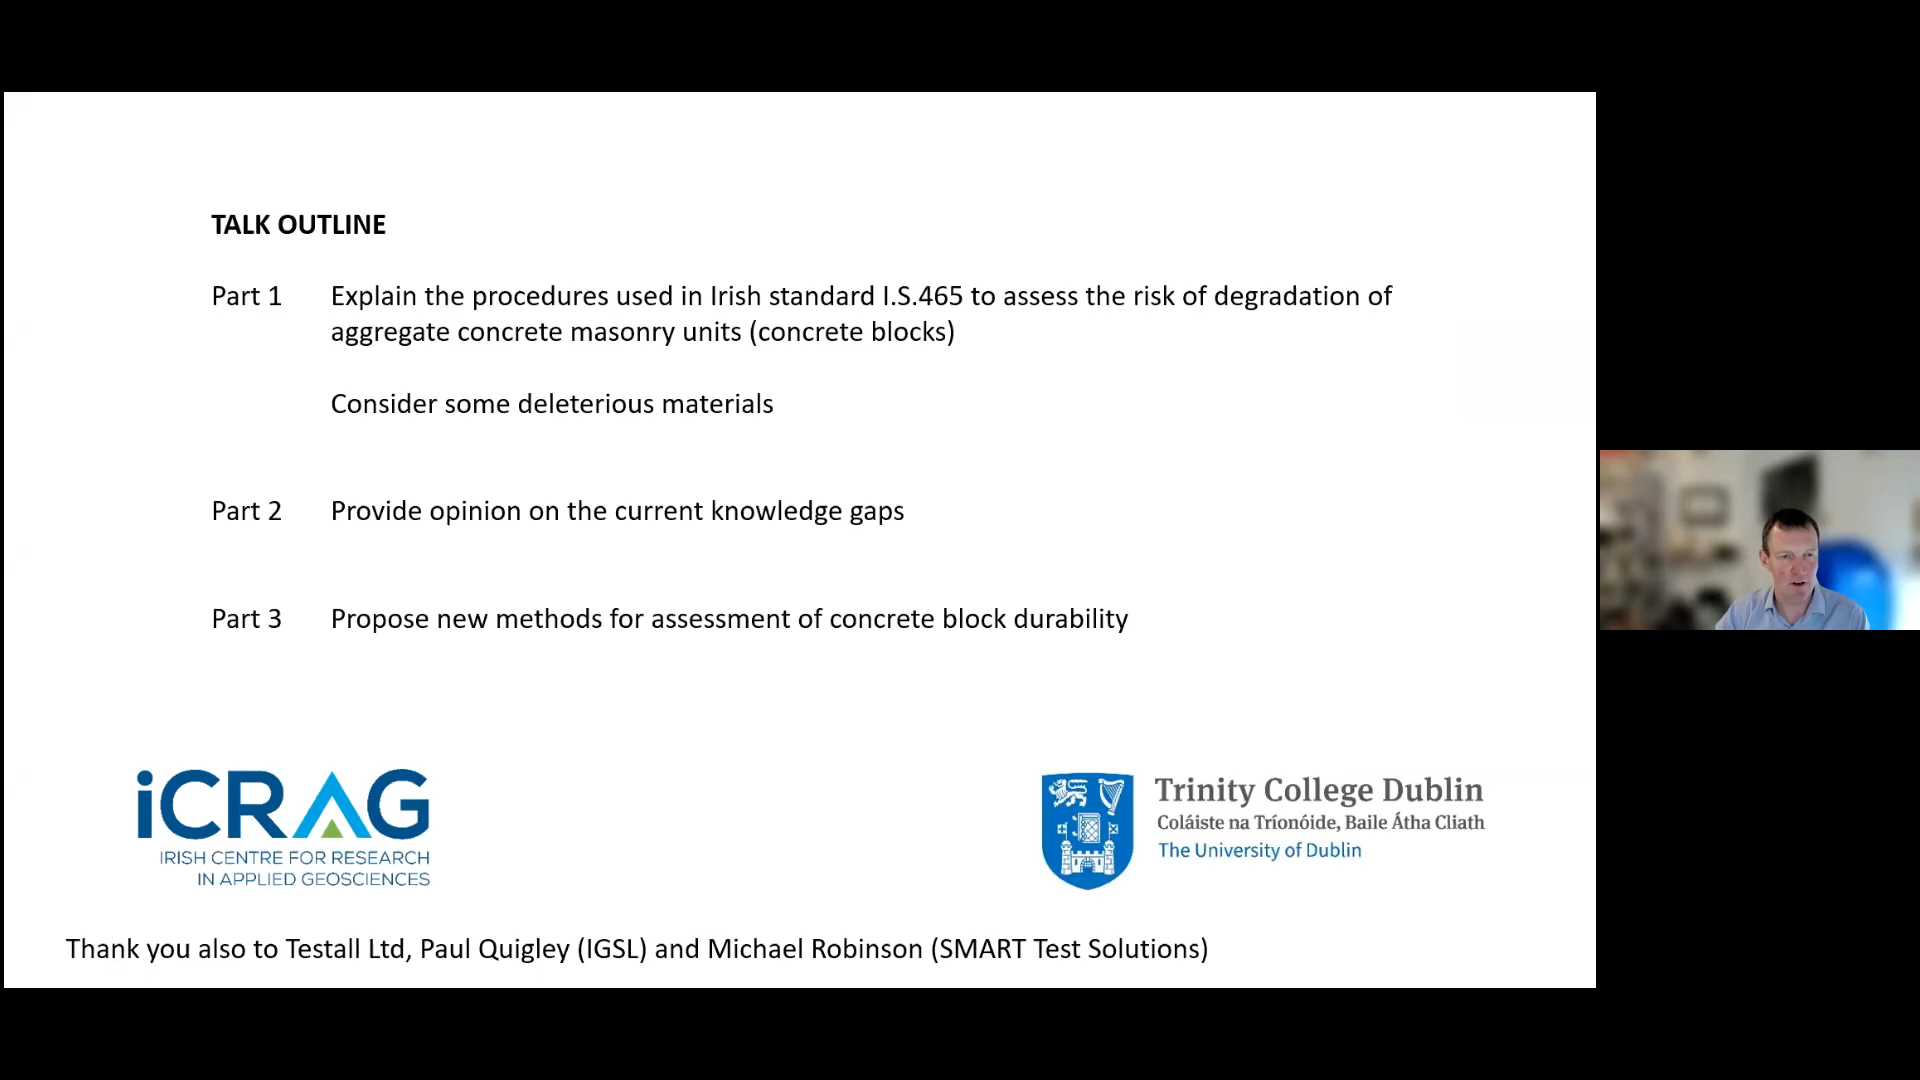 TALK OUTLINE
Part 1 Explain the procedures used in Irish standard I.S.465 to assess the risk of degradation of
aggregate concrete masonry units (concrete blocks)
Consider some deleterious materials
Part 2 Provide opinion on the current knowledge gaps
Part 3 Propose new methods for assessment of concrete block durability
iCRAG
IRISH CENTRE FOR RESEARCH
IN APPLIED GEOSCIENCES
Trinity College Dublin
Coláiste na Tríonóide, Baile Átha Cliath
The University of Dublin
Thank you also to Testall Ltd, Paul Quigley (IGSL) and Michael Robinson (SMART Test Solutions)